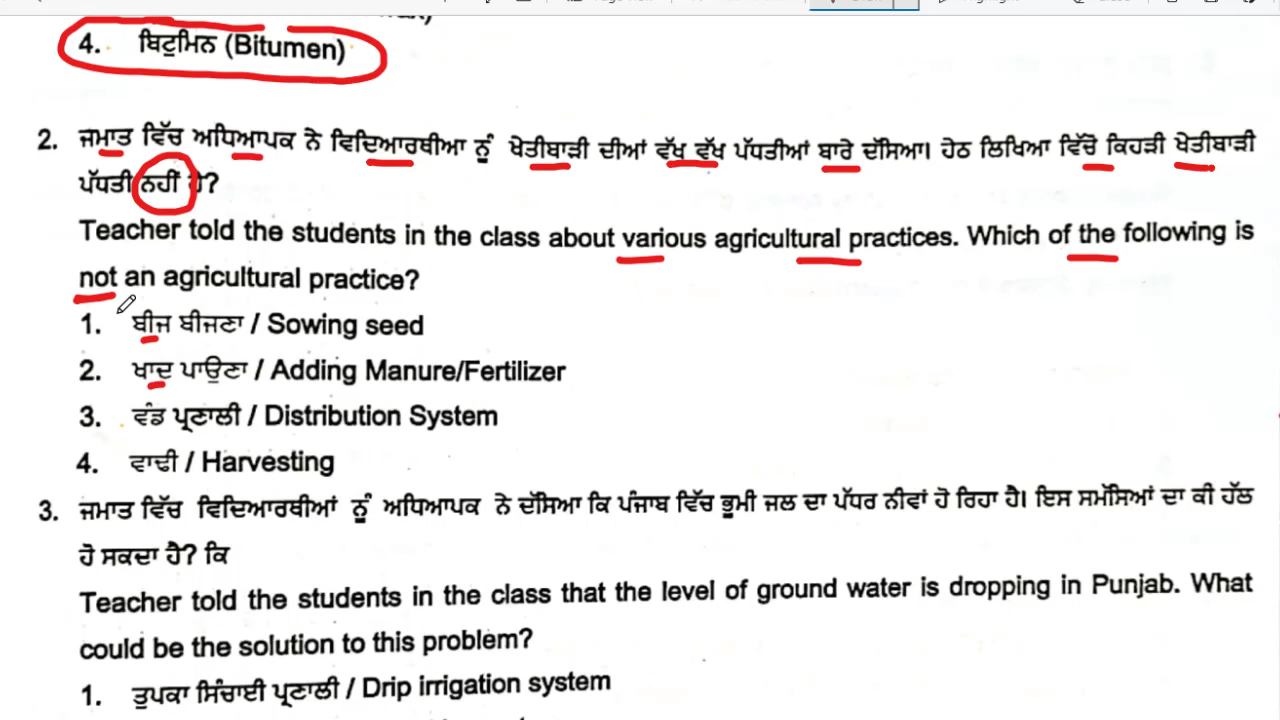 4. ਬਿਟੁਮਿਨ (Bitumen)
2. ਜਮਾਤ ਵਿੱਚ ਅਧਿਆਪਕ ਨੇ ਵਿਦਿਆਰਥੀਆ ਨੂੰ ਖੇਤੀਬਾੜੀ ਦੀਆਂ ਵੱਖ ਵੱਖ ਪੱਧਤੀਆਂ ਬਾਰੇ ਦੱਸਿਆ। ਹੇਠ ਲਿਖਿਆ ਵਿੱਚੋ ਕਿਹੜੀ ਖੇਤੀਬਾੜੀ
ਪੱਧਤੀ ਨਹੀਂ ਹੈ?
Teacher told the students in the class about various agricultural practices. Which of the following is
not an agricultural practice?
1. ਬੀਜ ਬੀਜਣਾ / Sowing seed
2. ਖਾਦ ਪਾਉਣਾ / Adding Manure/Fertilizer
3. ਵੰਡ ਪ੍ਰਣਾਲੀ / Distribution System
4. ਵਾਢੀ / Harvesting
3. ਜਮਾਤ ਵਿੱਚ ਵਿਦਿਆਰਥੀਆਂ ਨੂੰ ਅਧਿਆਪਕ ਨੇ ਦੱਸਿਆ ਕਿ ਪੰਜਾਬ ਵਿੱਚ ਭੂਮੀ ਜਲ ਦਾ ਪੱਧਰ ਨੀਵਾਂ ਹੋ ਰਿਹਾ ਹੈ। ਇਸ ਸਮੱਸਿਆਂ ਦਾ ਕੀ ਹੱਲ
ਹੋ ਸਕਦਾ ਹੈ? ਕਿ
Teacher told the students in the class that the level of ground water is dropping in Punjab. What
could be the solution to this problem?
1. ਤੁਪਕਾ ਸਿੰਚਾਈ ਪ੍ਰਣਾਲੀ / Drip irrigation system